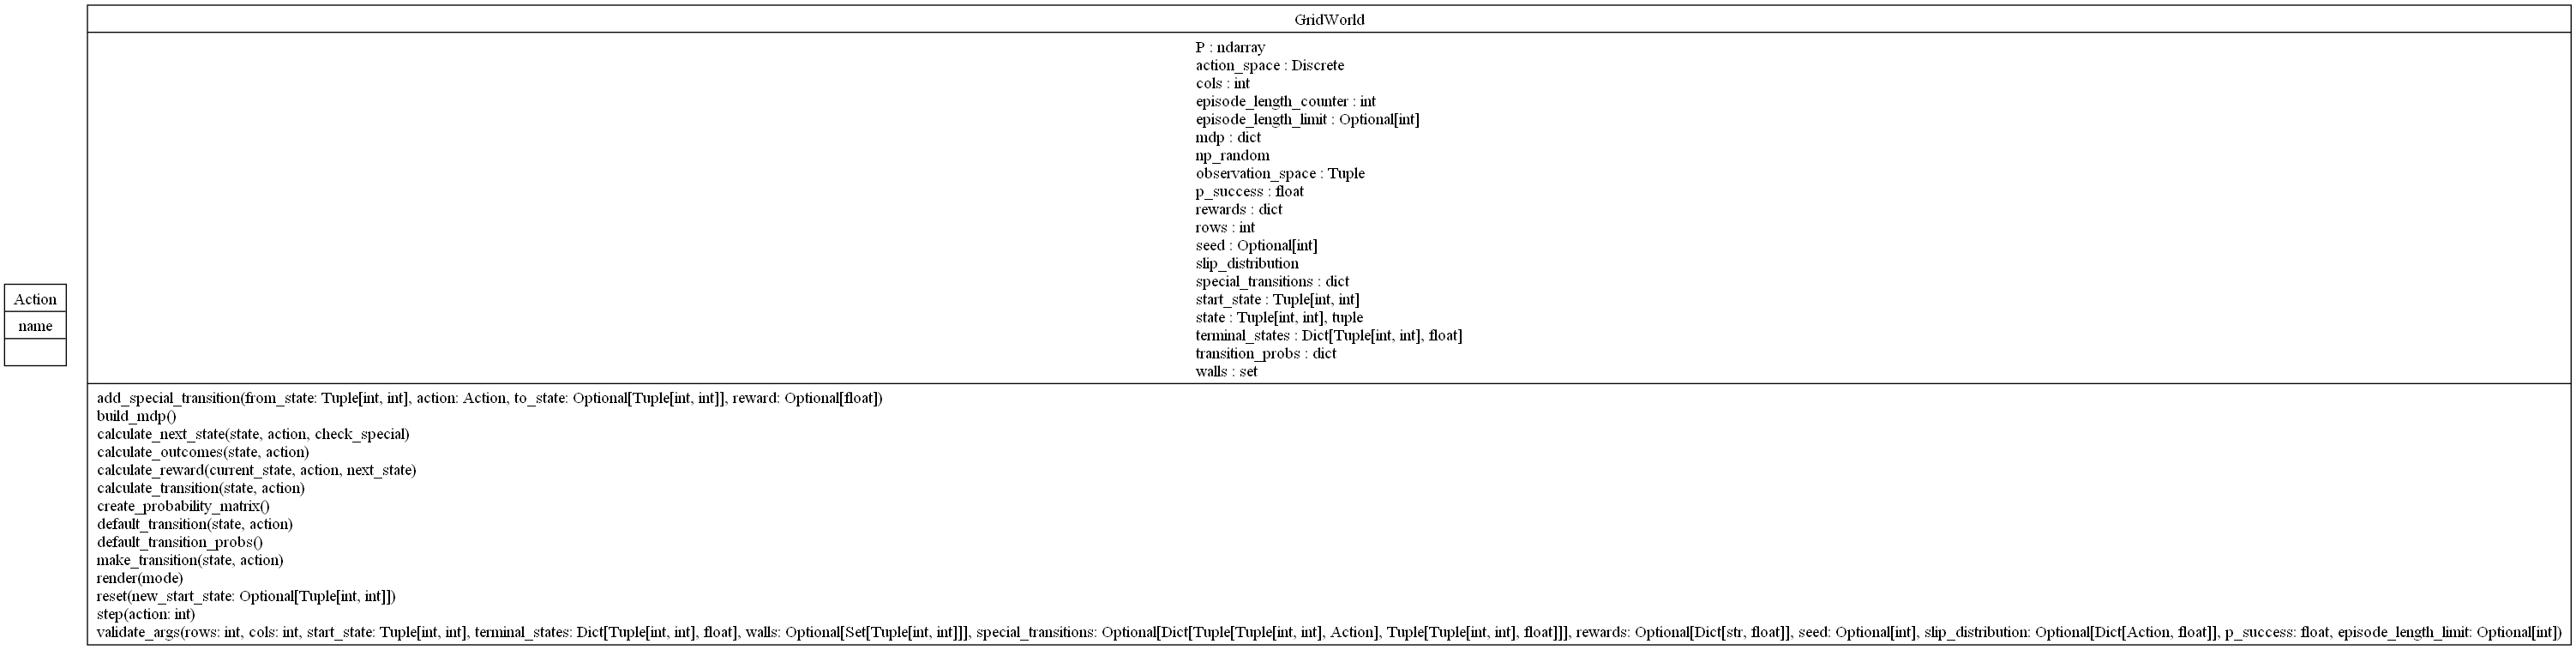 Action
name
GridWorld
P : ndarray
action_space : Discrete
cols : int
episode_length_counter : int
episode_length_limit : Optional[int]
mdp : dict
np_random
observation_space : Tuple
p_success : float
rewards : dict
rows : int
seed : Optional[int]
slip_distribution
special_transitions : dict
start_state : Tuple[int, int]
state : Tuple[int, int], tuple
terminal_states : Dict[Tuple[int, int], float]
transition_probs : dict
walls : set
add_special_transition(from_state: Tuple[int, int], action: Action, to_state: Optional[Tuple[int, int]], reward: Optional[float])
build_mdp()
calculate_next_state(state, action, check_special)
calculate_outcomes(state, action)
calculate_reward(current_state, action, next_state)
calculate_transition(state, action)
create_probability_matrix()
default_transition(state, action)
default_transition_probs()
make_transition(state, action)
render(mode)
reset(new_start_state: Optional[Tuple[int, int]])
step(action: int)
validate_args(rows: int, cols: int, start_state: Tuple[int, int], terminal_states: Dict[Tuple[int, int], float], walls: Optional[Set[Tuple[int, int]]], special_transitions: Optional[Dict[Tuple[Tuple[int, int], Action], Tuple[Tuple[int, int], float]]], rewards: Optional[Dict[str, float]], seed: Optional[int], slip_distribution: Optional[Dict[Action, float]], p_success: float, episode_length_limit: Optional[int])